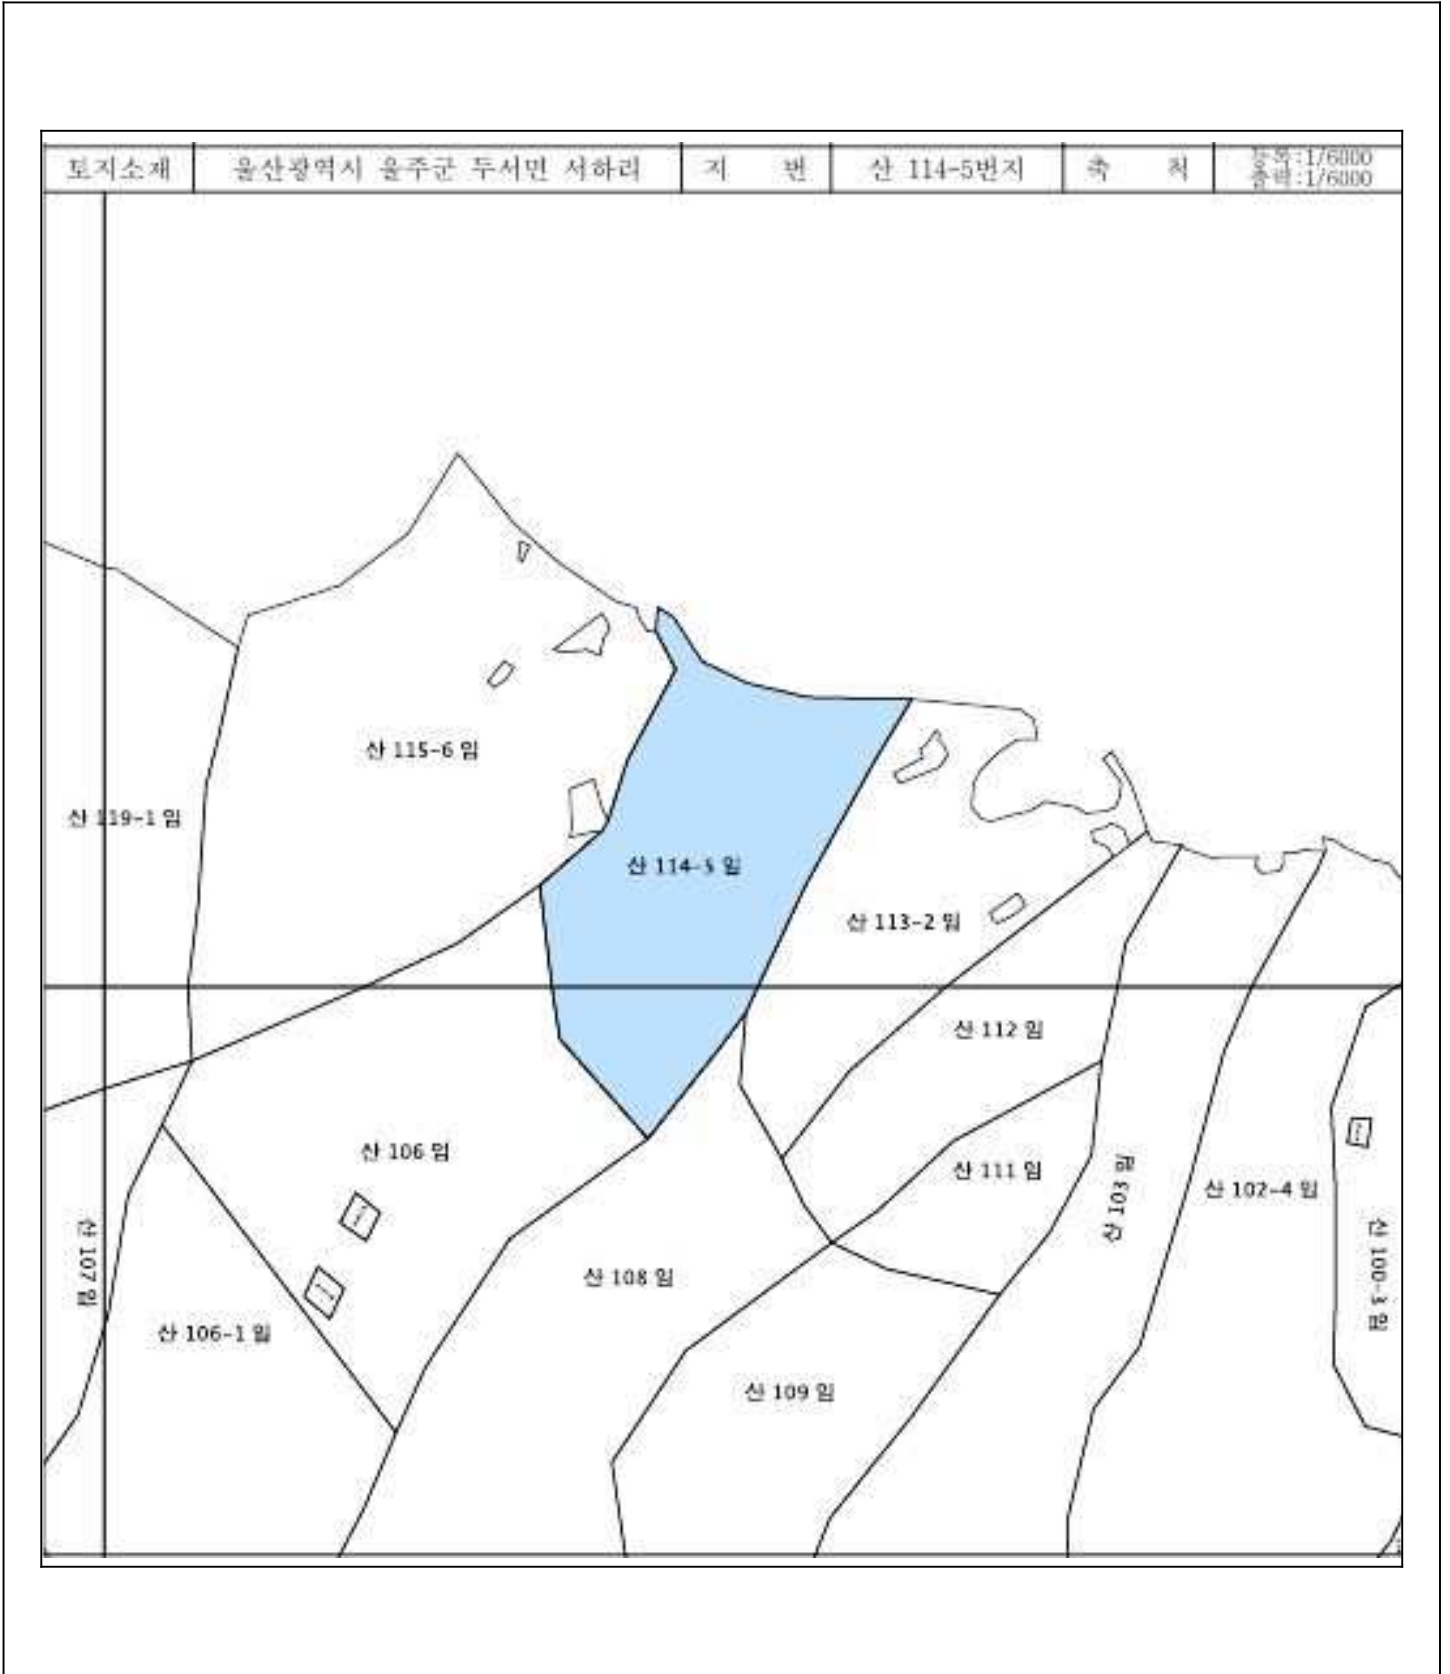 토지소재 울산광역시 울주군 두서면 서하리 지 번 산 114-5번지 축 척 등록:1/6000
출력:1/6000
산 115-6 임
산 119-1 임
산 114-5 임
산 113-2 임
산 112 임
산 106 임
산 111 임
산 103 임
산 102-4 임
산 107 임
산 108 임
산 100-3 임
산 106-1 임
산 109 임